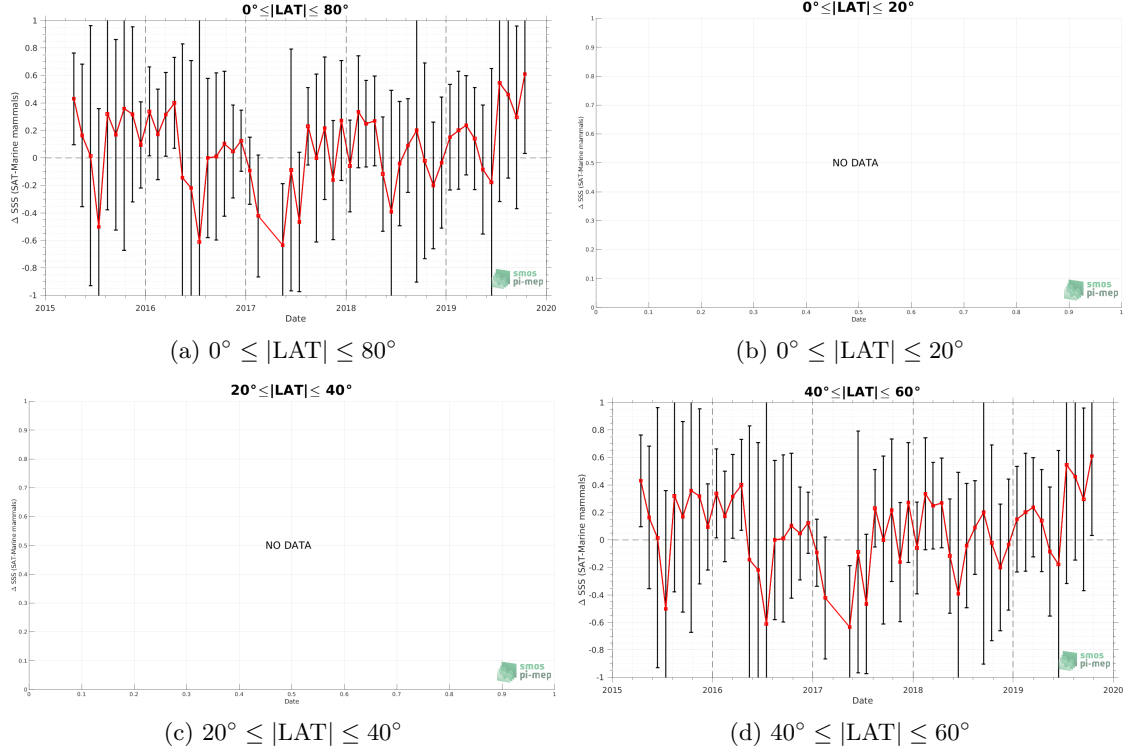 0°≤|LAT|≤ 80°
Δ SSS (SAT-Marine mammals)
1
0.8
0.6
0.4
0.2
0
-0.2
-0.4
-0.6
-0.8
-1
2015 2016 2017 2018 2019 2020
Date
smos
pi-mep
(a) 0° ≤ |LAT| ≤ 80°
0°≤|LAT|≤ 20°
Δ SSS (SAT-Marine mammals)
1
0.9
0.8
0.7
0.6
0.5
0.4
0.3
0.2
0.1
0
NO DATA
0 0.1 0.2 0.3 0.4 0.5 0.6 0.7 0.8 0.9 1
Date
smos
pi-mep
(b) 0° ≤ |LAT| ≤ 20°
20°≤|LAT|≤ 40°
Δ SSS (SAT-Marine mammals)
1
0.9
0.8
0.7
0.6
0.5
0.4
0.3
0.2
0.1
0
NO DATA
0 0.1 0.2 0.3 0.4 0.5 0.6 0.7 0.8 0.9 1
Date
smos
pi-mep
(c) 20° ≤ |LAT| ≤ 40°
40°≤|LAT|≤ 60°
Δ SSS (SAT-Marine mammals)
1
0.8
0.6
0.4
0.2
0
-0.2
-0.4
-0.6
-0.8
-1
2015 2016 2017 2018 2019 2020
Date
smos
pi-mep
(d) 40° ≤ |LAT| ≤ 60°